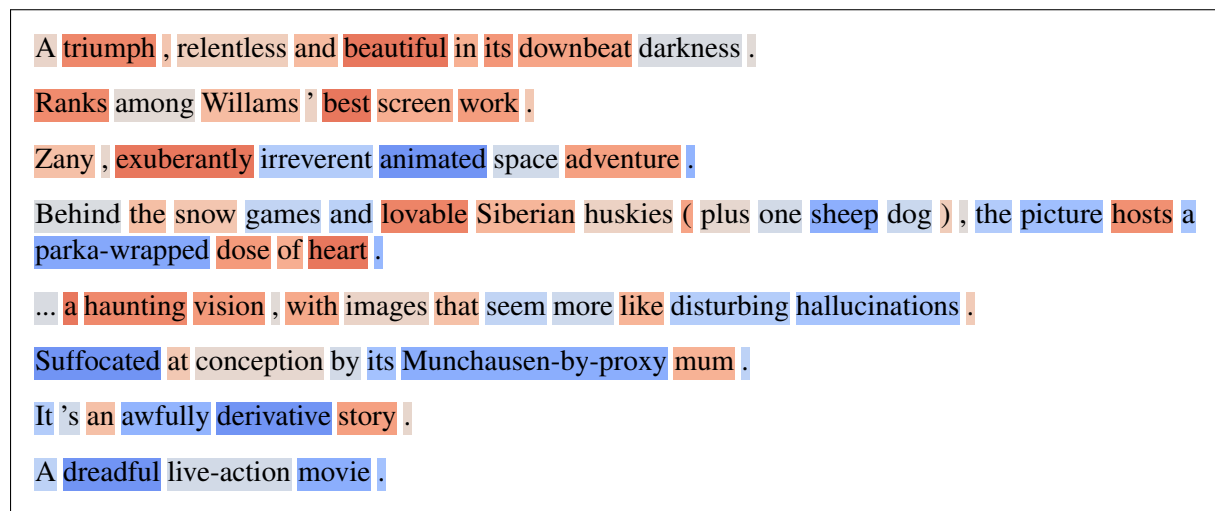 A triumph , relentless and beautiful in its downbeat darkness .
Ranks among Willams ’ best screen work .
Zany , exuberantly irreverent animated space adventure .
Behind the snow games and lovable Siberian huskies ( plus one sheep dog ) , the picture hosts a
parka-wrapped dose of heart .
... a haunting vision , with images that seem more like disturbing hallucinations .
Suffocated at conception by its Munchausen-by-proxy mum .
It ’s an awfully derivative story .
A dreadful live-action movie .